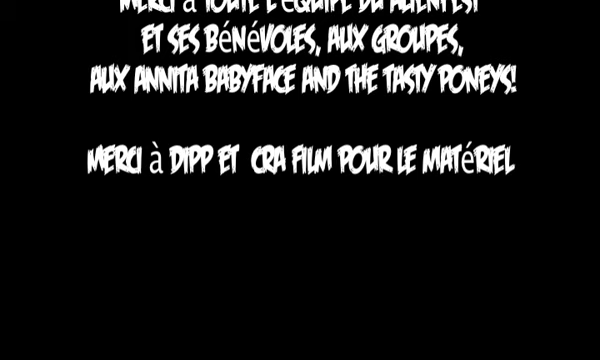 MERCI à TOUTE L'éQUIPE DU ALIENFEST
ET SES BéNéVOLES, AUX GROUPES,
AUX ANNITA BABYFACE AND THE TASTY PONEYS!
MERCI à DIPP ET CRA FILM POUR LE MATéRIEL